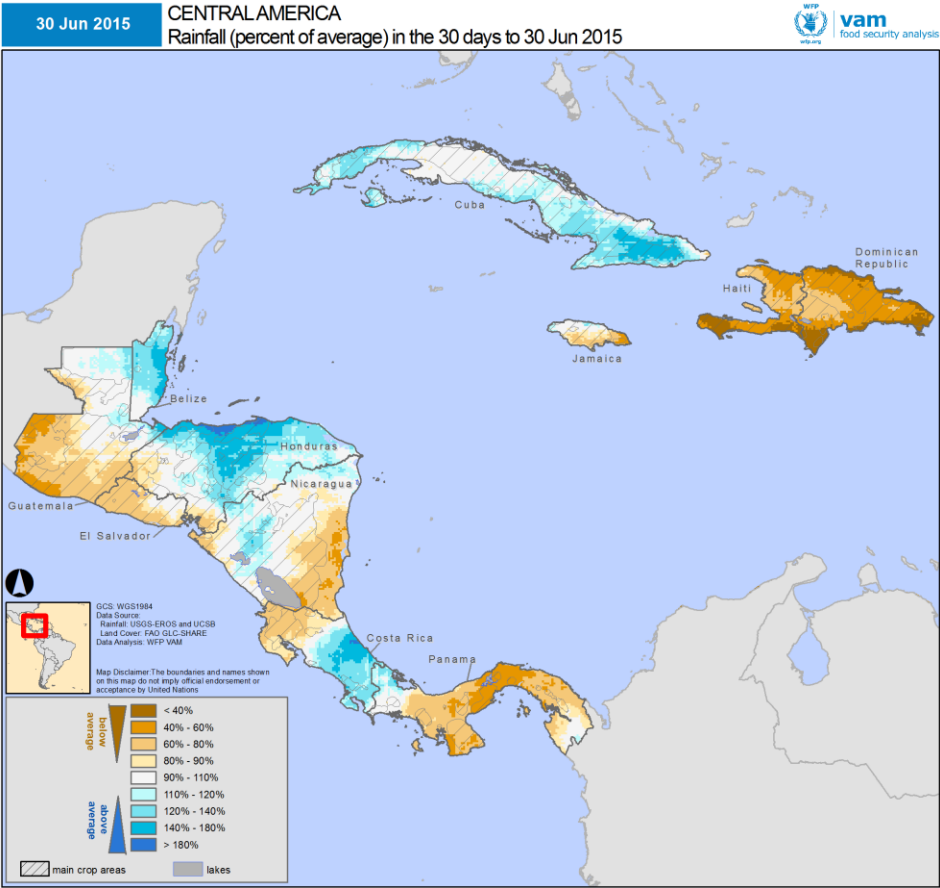 30 Jun 2015
CENTRAL AMERICA
Rainfall (percent of average) in the 30 days to 30 Jun 2015
WFP
wfp.org
vam
food security analysis
Cuba
Dominican
Republic
Haiti
Jamaica
Belize
Honduras
Nicaragua
Guatemala
El Salvador
Costa Rica
Panama
GCS: WGS1984
Data Source:
Rainfall: USGS-EROS and UCSB
Land Cover: FAO GLC-SHARE
Data Analysis: WFP VAM
Map Disclaimer:The boundaries and names shown
on this map do not imply official endorsement or
acceptance by United Nations
below
average
< 40%
40% - 60%
60% - 80%
80% - 90%
90% - 110%
110% - 120%
120% - 140%
140% - 180%
> 180%
above
average
main crop areas
lakes